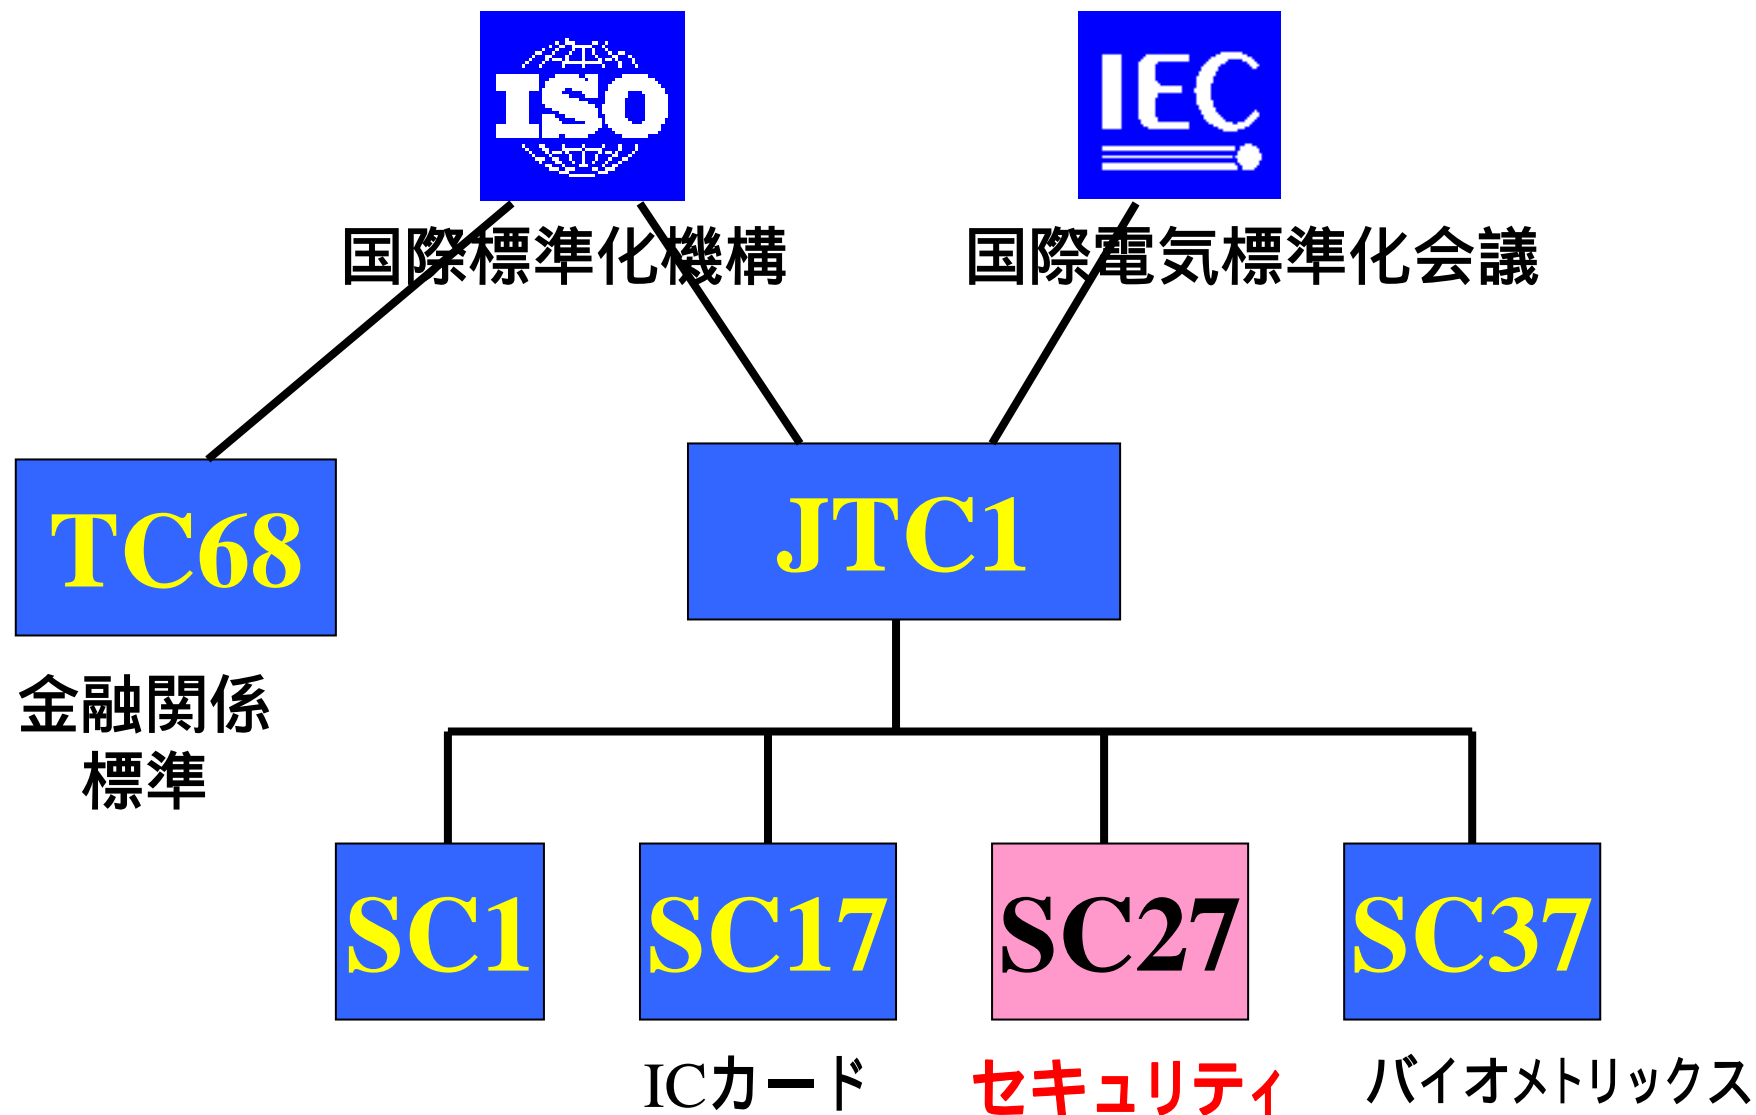 ISO
IEC
国際標準化機構
国際電気標準化会議
TC68
JTC1
金融関係
標準
SC1
SC17
SC27
SC37
ICカード
セキュリティ
バイオメトリックス